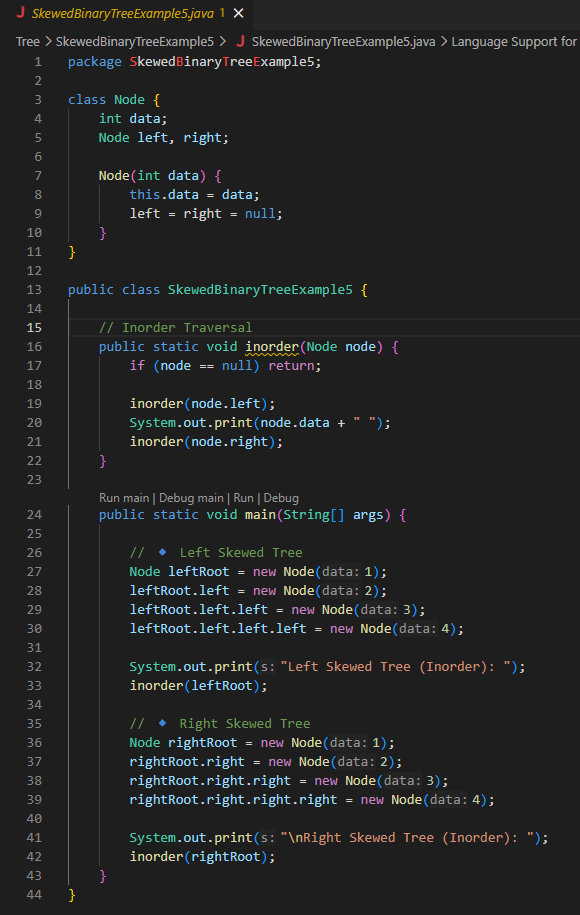 J SkewedBinaryTreeExample5.java 1 ×
Tree > SkewedBinaryTreeExample5 > J SkewedBinaryTreeExample5.java > Language Support for
1 package SkewedBinaryTreeExample5;
2
3 class Node {
4     int data;
5     Node left, right;
6
7     Node(int data) {
8         this.data = data;
9         left = right = null;
10     }
11 }
12
13 public class SkewedBinaryTreeExample5 {
14
15     // Inorder Traversal
16     public static void inorder(Node node) {
17         if (node == null) return;
18
19         inorder(node.left);
20         System.out.print(node.data + " ");
21         inorder(node.right);
22     }
23
Run main | Debug main | Run | Debug
24     public static void main(String[] args) {
25
26         // 🔹 Left Skewed Tree
27         Node leftRoot = new Node(data: 1);
28         leftRoot.left = new Node(data: 2);
29         leftRoot.left.left = new Node(data: 3);
30         leftRoot.left.left.left = new Node(data: 4);
31
32         System.out.print(s: "Left Skewed Tree (Inorder): ");
33         inorder(leftRoot);
34
35         // 🔹 Right Skewed Tree
36         Node rightRoot = new Node(data: 1);
37         rightRoot.right = new Node(data: 2);
38         rightRoot.right.right = new Node(data: 3);
39         rightRoot.right.right.right = new Node(data: 4);
40
41         System.out.print(s: "\nRight Skewed Tree (Inorder): ");
42         inorder(rightRoot);
43     }
44 }